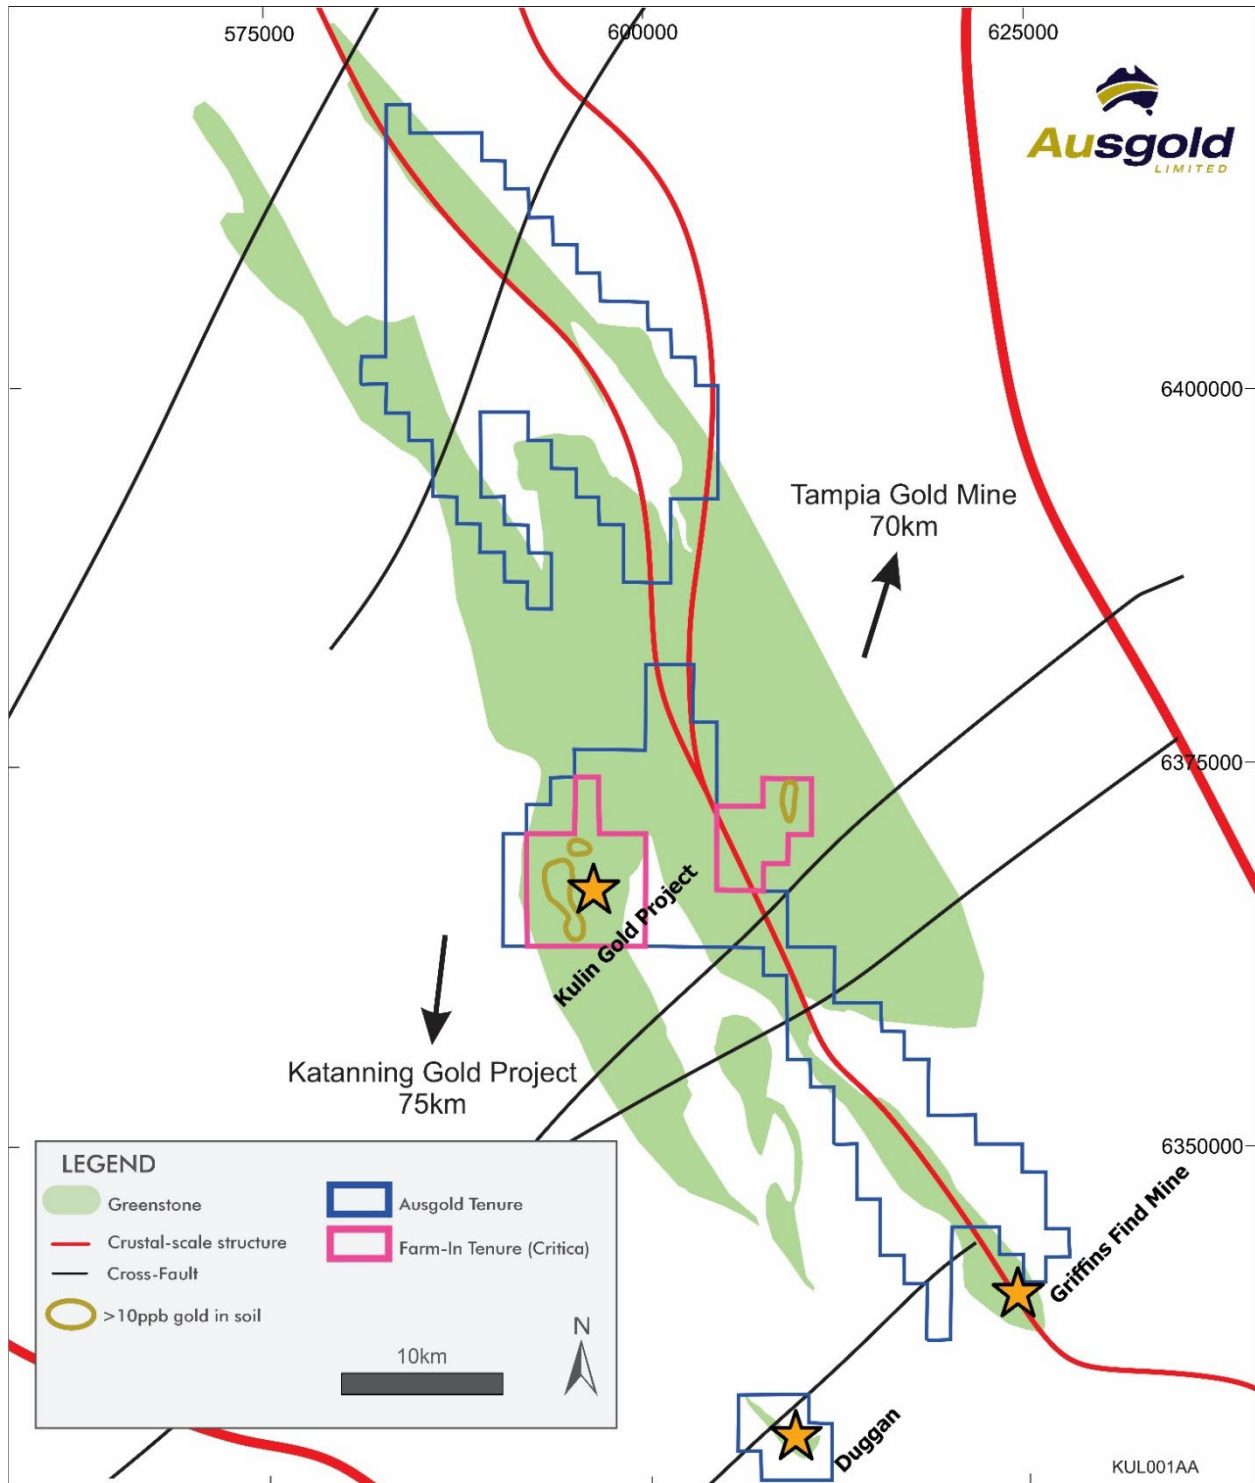 575000
600000
625000
Ausgold
LIMITED
6400000
Tampia Gold Mine
70km
6375000
Kulin Gold Project
Katanning Gold Project
75km
6350000
Griffins Find Mine
Duggan
LEGEND
Greenstone
Crustal-scale structure
Cross-Fault
>10ppb gold in soil
Ausgold Tenure
Farm-In Tenure (Critica)
10km
N
KUL001AA